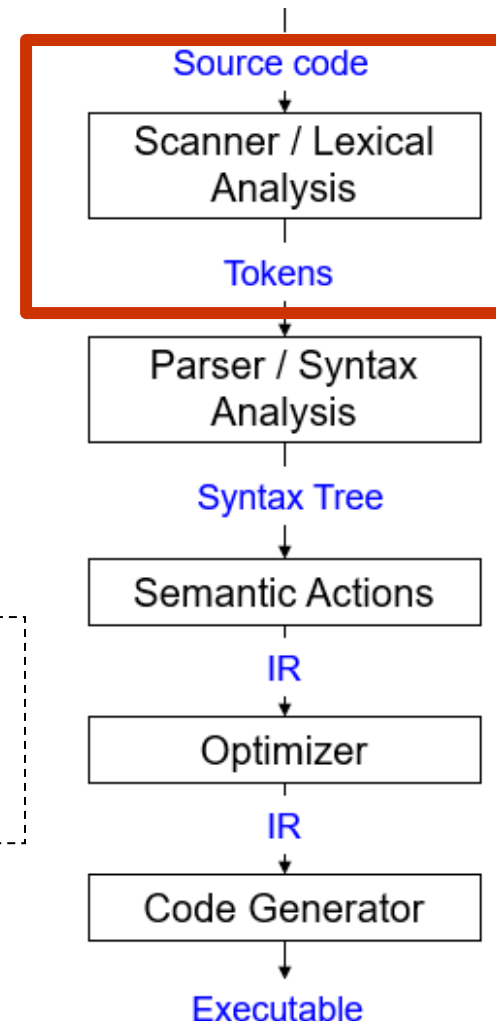 Source code
Scanner / Lexical
Analysis
Tokens
Parser / Syntax
Analysis
Syntax Tree
Semantic Actions
IR
Optimizer
IR
Code Generator
Executable